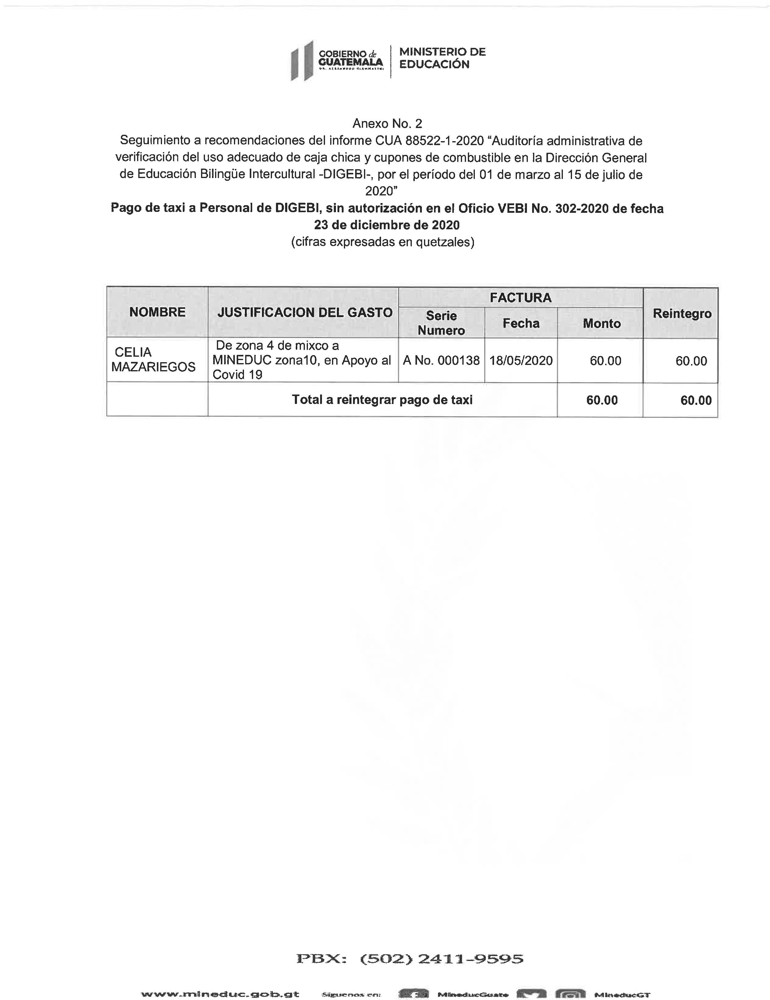 GOBIERNO de
GUATEMALA
DR. ALEJANDRO GIAMMATTEI
MINISTERIO DE
EDUCACIÓN
Anexo No. 2
Seguimiento a recomendaciones del informe CUA 88522-1-2020 “Auditoría administrativa de
verificación del uso adecuado de caja chica y cupones de combustible en la Dirección General
de Educación Bilingüe Intercultural -DIGEBI-, por el período del 01 de marzo al 15 de julio de
2020”
Pago de taxi a Personal de DIGEBI, sin autorización en el Oficio VEBI No. 302-2020 de fecha
23 de diciembre de 2020
(cifras expresadas en quetzales)
NOMBRE JUSTIFICACION DEL GASTO FACTURA Reintegro
Serie
Numero Fecha Monto
CELIA
MAZARIEGOS
De zona 4 de mixco a
MINEDUC zona10, en Apoyo al
Covid 19
A No. 000138 18/05/2020 60.00 60.00
Total a reintegrar pago de taxi 60.00 60.00
PBX: (502) 2411-9595
www.mineduc.gob.gt Síguenos en: MineducGuate MineducGT